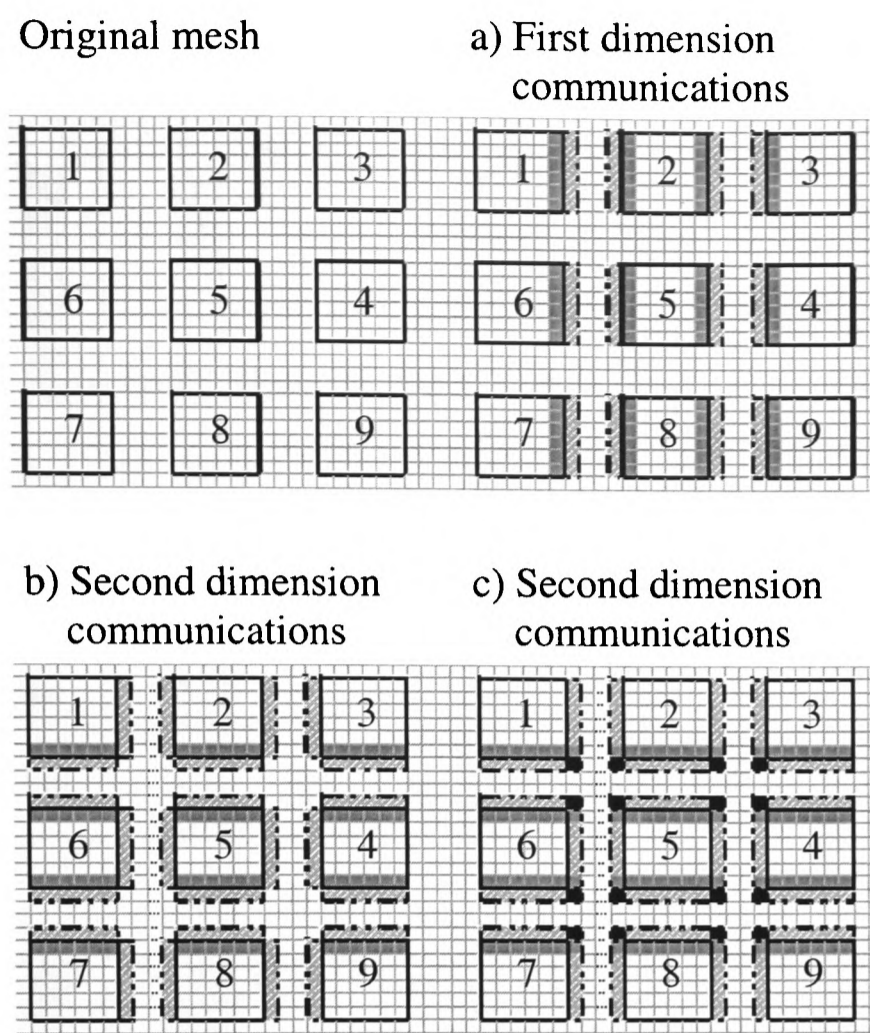 Original mesh
a) First dimension
communications
1 2 3
6 5 4
7 8 9
1 2 3
6 5 4
7 8 9
b) Second dimension
communications
c) Second dimension
communications
1 2 3
6 5 4
7 8 9
1 2 3
6 5 4
7 8 9